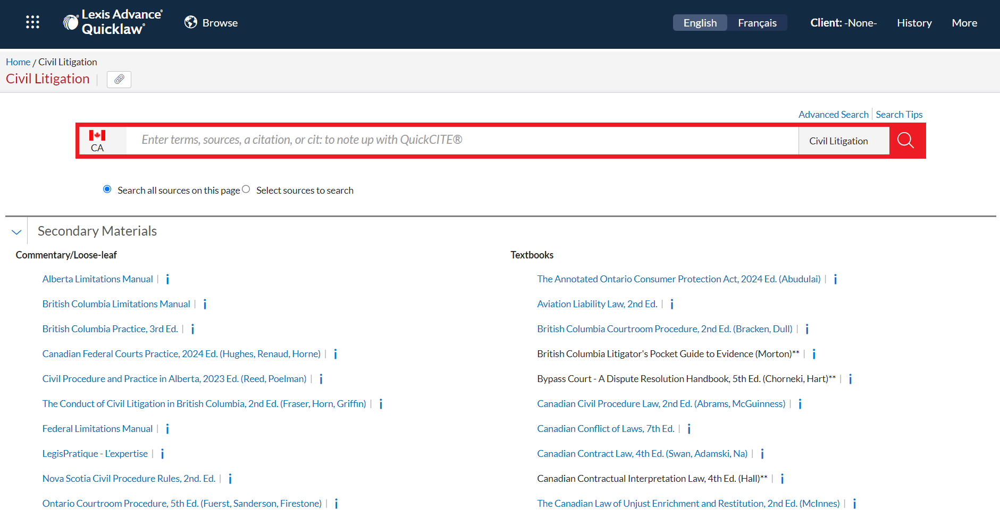 Lexis Advance®
Quicklaw®
Browse
English
Français
Client: -None-
History
More
Home / Civil Litigation
Civil Litigation
Advanced Search
Search Tips
CA
Enter terms, sources, a citation, or cit: to note up with QuickCITE®
Civil Litigation
Search all sources on this page
Select sources to search
Secondary Materials
Commentary/Loose-leaf
Alberta Limitations Manual
British Columbia Limitations Manual
British Columbia Practice, 3rd Ed.
Canadian Federal Courts Practice, 2024 Ed. (Hughes, Renaud, Horne)
Civil Procedure and Practice in Alberta, 2023 Ed. (Reed, Poelman)
The Conduct of Civil Litigation in British Columbia, 2nd Ed. (Fraser, Horn, Griffin)
Federal Limitations Manual
LegisPratique - L'expertise
Nova Scotia Civil Procedure Rules, 2nd. Ed.
Ontario Courtroom Procedure, 5th Ed. (Fuerst, Sanderson, Firestone)
Textbooks
The Annotated Ontario Consumer Protection Act, 2024 Ed. (Abudulai)
Aviation Liability Law, 2nd Ed.
British Columbia Courtroom Procedure, 2nd Ed. (Bracken, Dull)
British Columbia Litigator's Pocket Guide to Evidence (Morton)**
Bypass Court - A Dispute Resolution Handbook, 5th Ed. (Chorneki, Hart)**
Canadian Civil Procedure Law, 2nd Ed. (Abrams, McGuinness)
Canadian Conflict of Laws, 7th Ed.
Canadian Contract Law, 4th Ed. (Swan, Adamski, Na)
Canadian Contractual Interpretation Law, 4th Ed. (Hall)**
The Canadian Law of Unjust Enrichment and Restitution, 2nd Ed. (McInnes)